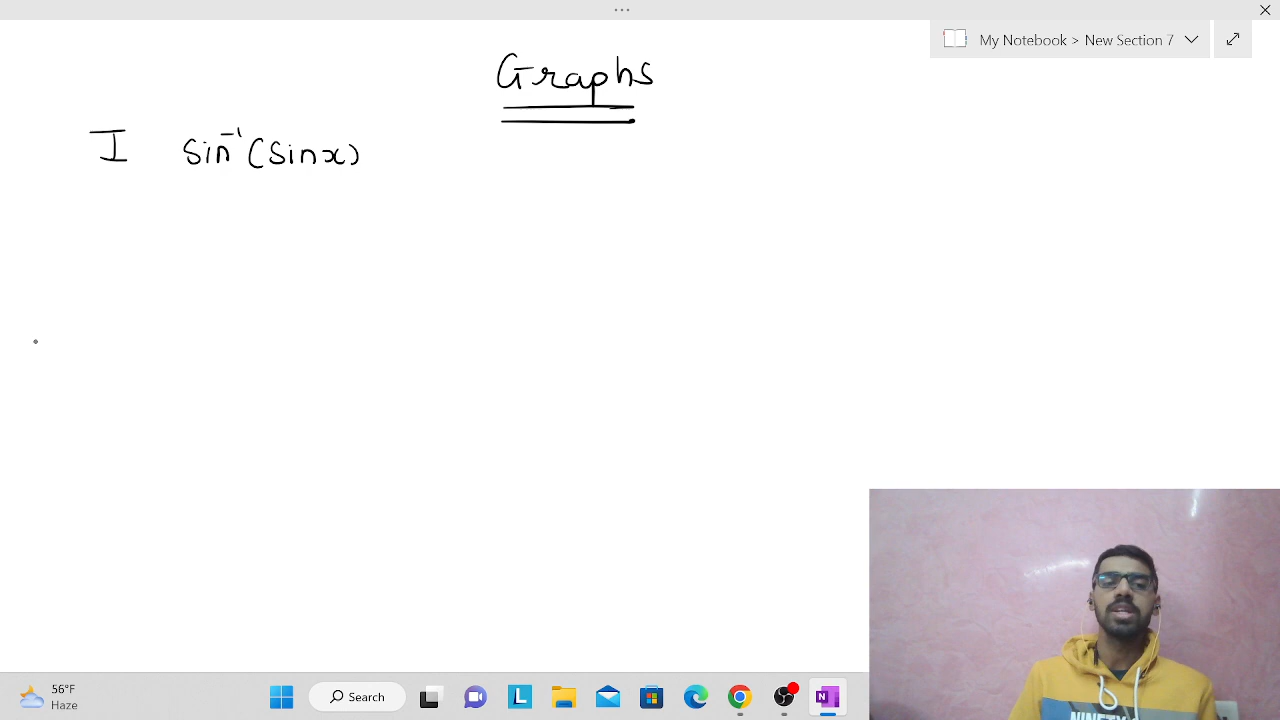 My Notebook > New Section 7
Graphs
I sin⁻¹(sinx)
56°F
Haze
Search